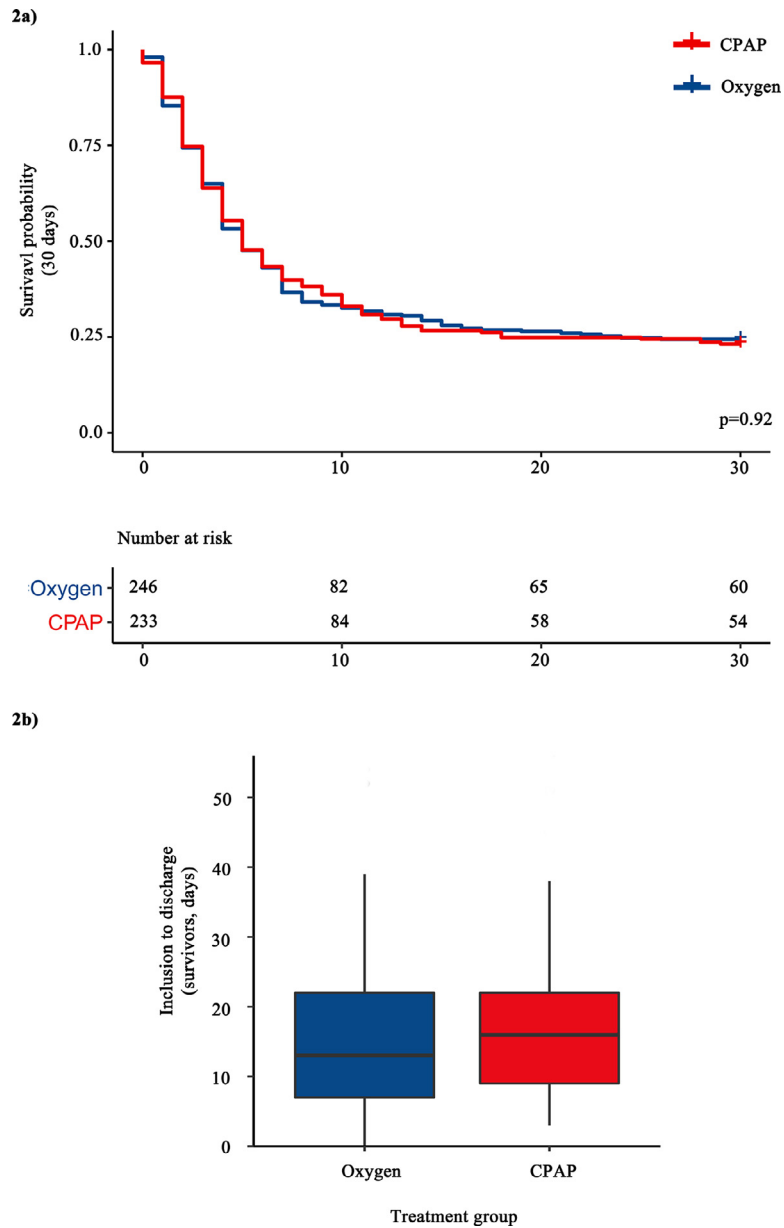 2a)
CPAP
Oxygen
Surivavl probability
(30 days)
1.0
0.75
0.50
0.25
0.0
p=0.92
0 10 20 30
Number at risk
Oxygen 246 82 65 60
CPAP 233 84 58 54
0 10 20 30
2b)
Inclusion to discharge
(survivors, days)
50
40
30
20
10
0
Oxygen CPAP
Treatment group